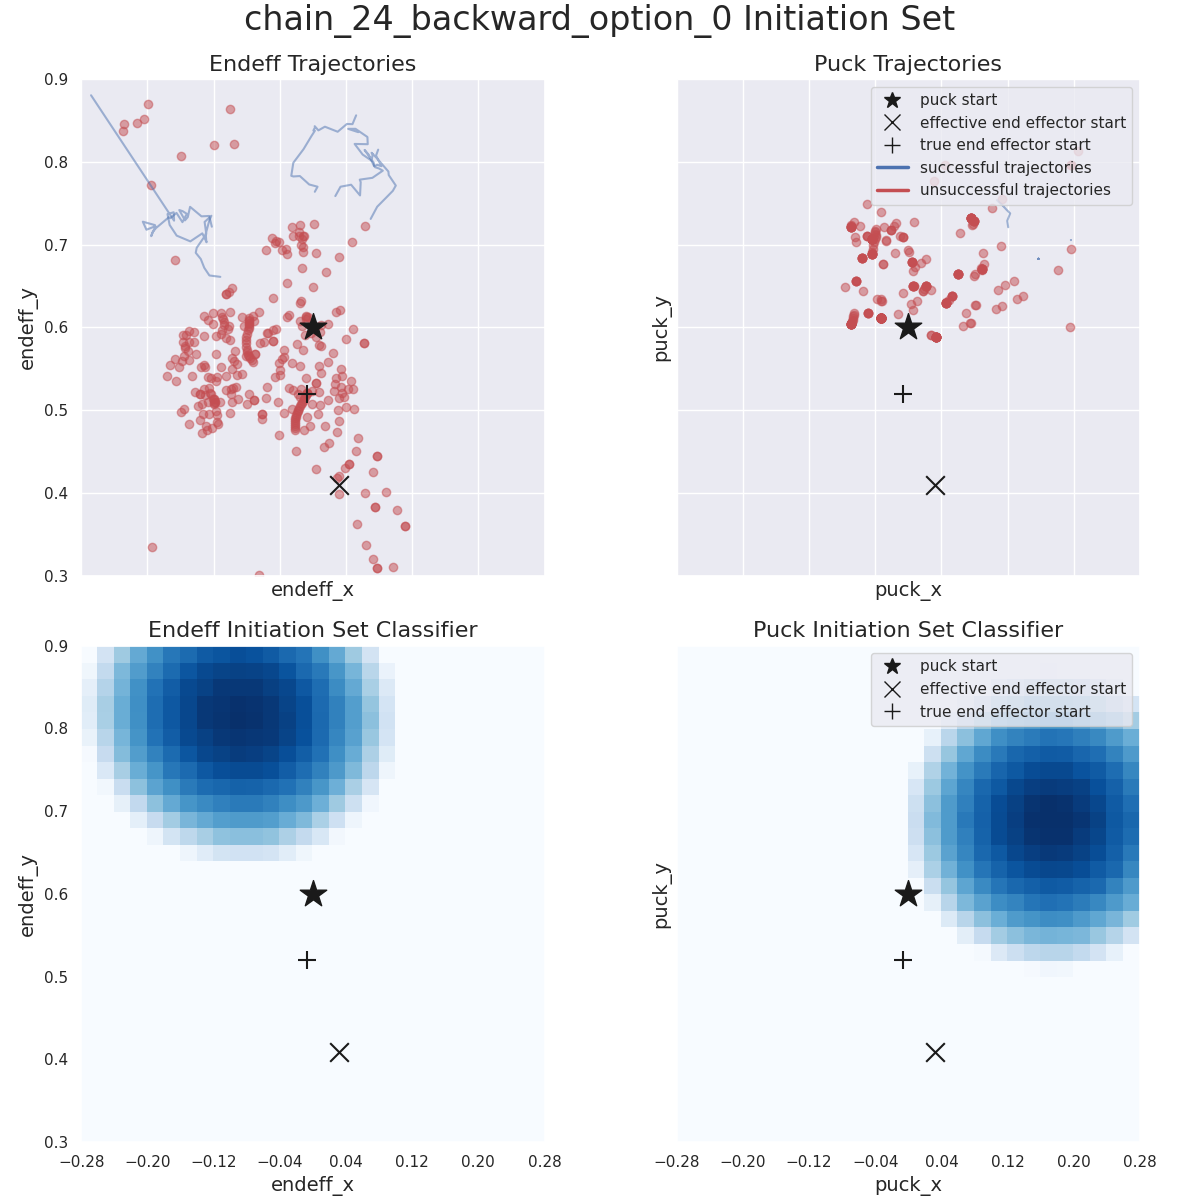 chain_24_backward_option_0 Initiation Set
Endeff Trajectories
0.9
0.8
0.7
0.6
0.5
0.4
0.3
endeff_y
endeff_x
Puck Trajectories
puck start
effective end effector start
true end effector start
successful trajectories
unsuccessful trajectories
puck_y
puck_x
Endeff Initiation Set Classifier
0.9
0.8
0.7
0.6
0.5
0.4
0.3
endeff_y
−0.28 −0.20 −0.12 −0.04 0.04 0.12 0.20 0.28
endeff_x
Puck Initiation Set Classifier
puck start
effective end effector start
true end effector start
puck_y
−0.28 −0.20 −0.12 −0.04 0.04 0.12 0.20 0.28
puck_x